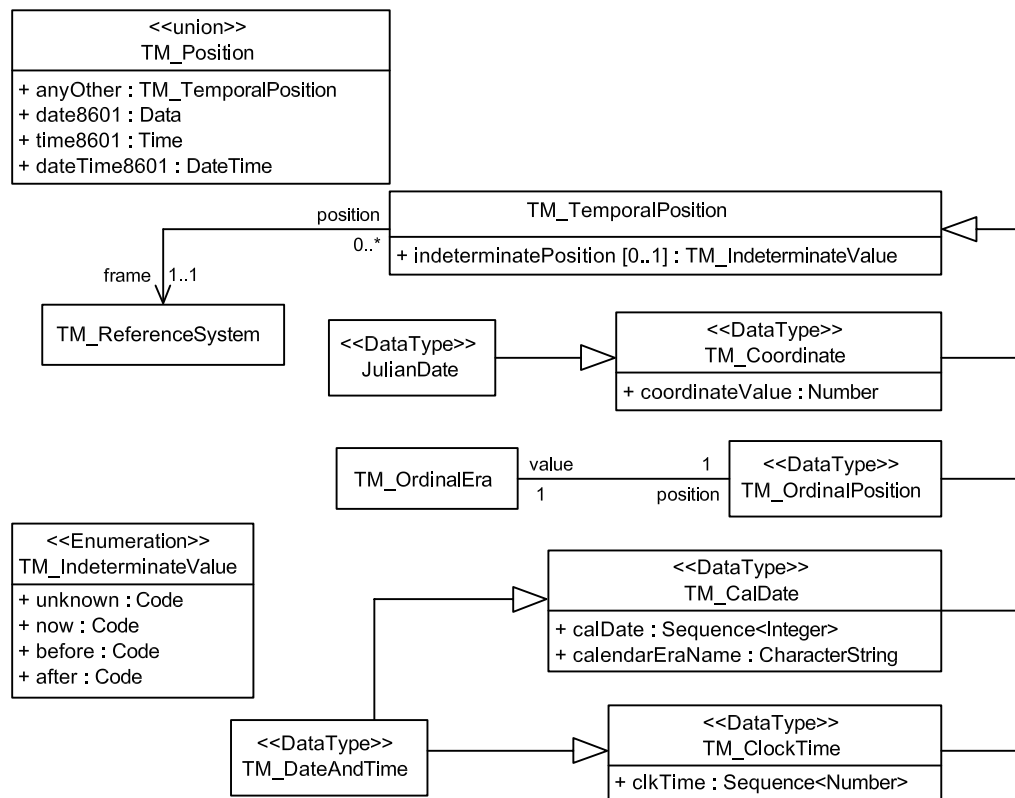 <<union>>
TM_Position
+ anyOther : TM_TemporalPosition
+ date8601 : Data
+ time8601 : Time
+ dateTime8601 : DateTime
TM_TemporalPosition
+ indeterminatePosition [0..1] : TM_IndeterminateValue
position
0..*
frame
1..1
TM_ReferenceSystem
<<DataType>>
JulianDate
<<DataType>>
TM_Coordinate
+ coordinateValue : Number
TM_OrdinalEra
value
1
1
position
<<DataType>>
TM_OrdinalPosition
<<Enumeration>>
TM_IndeterminateValue
+ unknown : Code
+ now : Code
+ before : Code
+ after : Code
<<DataType>>
TM_CalDate
+ calDate : Sequence<Integer>
+ calendarEraName : CharacterString
<<DataType>>
TM_DateAndTime
<<DataType>>
TM_ClockTime
+ clkTime : Sequence<Number>